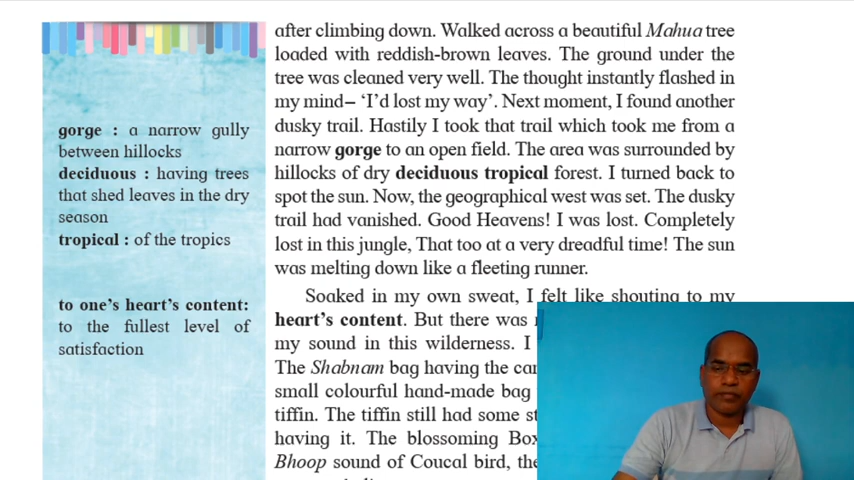 after climbing down. Walked across a beautiful Mahua tree
loaded with reddish-brown leaves. The ground under the
tree was cleaned very well. The thought instantly flashed in
my mind– ‘I’d lost my way’. Next moment, I found another
dusky trail. Hastily I took that trail which took me from a
narrow gorge to an open field. The area was surrounded by
hillocks of dry deciduous tropical forest. I turned back to
spot the sun. Now, the geographical west was set. The dusky
trail had vanished. Good Heavens! I was lost. Completely
lost in this jungle, That too at a very dreadful time! The sun
was melting down like a fleeting runner.
Soaked in my own sweat, I felt like shouting to my
heart’s content. But there was
my sound in this wilderness. I
The Shabnam bag having the
small colourful hand-made bag
tiffin. The tiffin still had some
having it. The blossoming
Bhoop sound of Coucal bird,
gorge : a narrow gully
between hillocks
deciduous : having trees
that shed leaves in the dry
season
tropical : of the tropics
to one’s heart’s content:
to the fullest level of
satisfaction